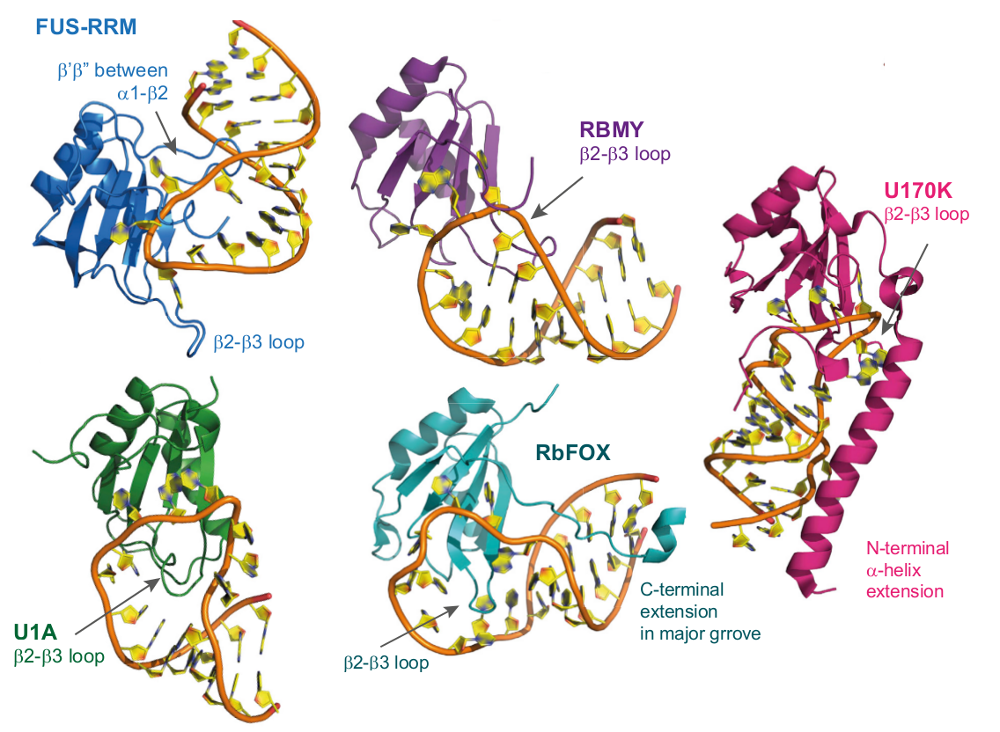 FUS-RRM
β’β” between
α1-β2
β2-β3 loop
RBMY
β2-β3 loop
U170K
β2-β3 loop
N-terminal
α-helix
extension
U1A
β2-β3 loop
RbFOX
β2-β3 loop
C-terminal
extension
in major grrove